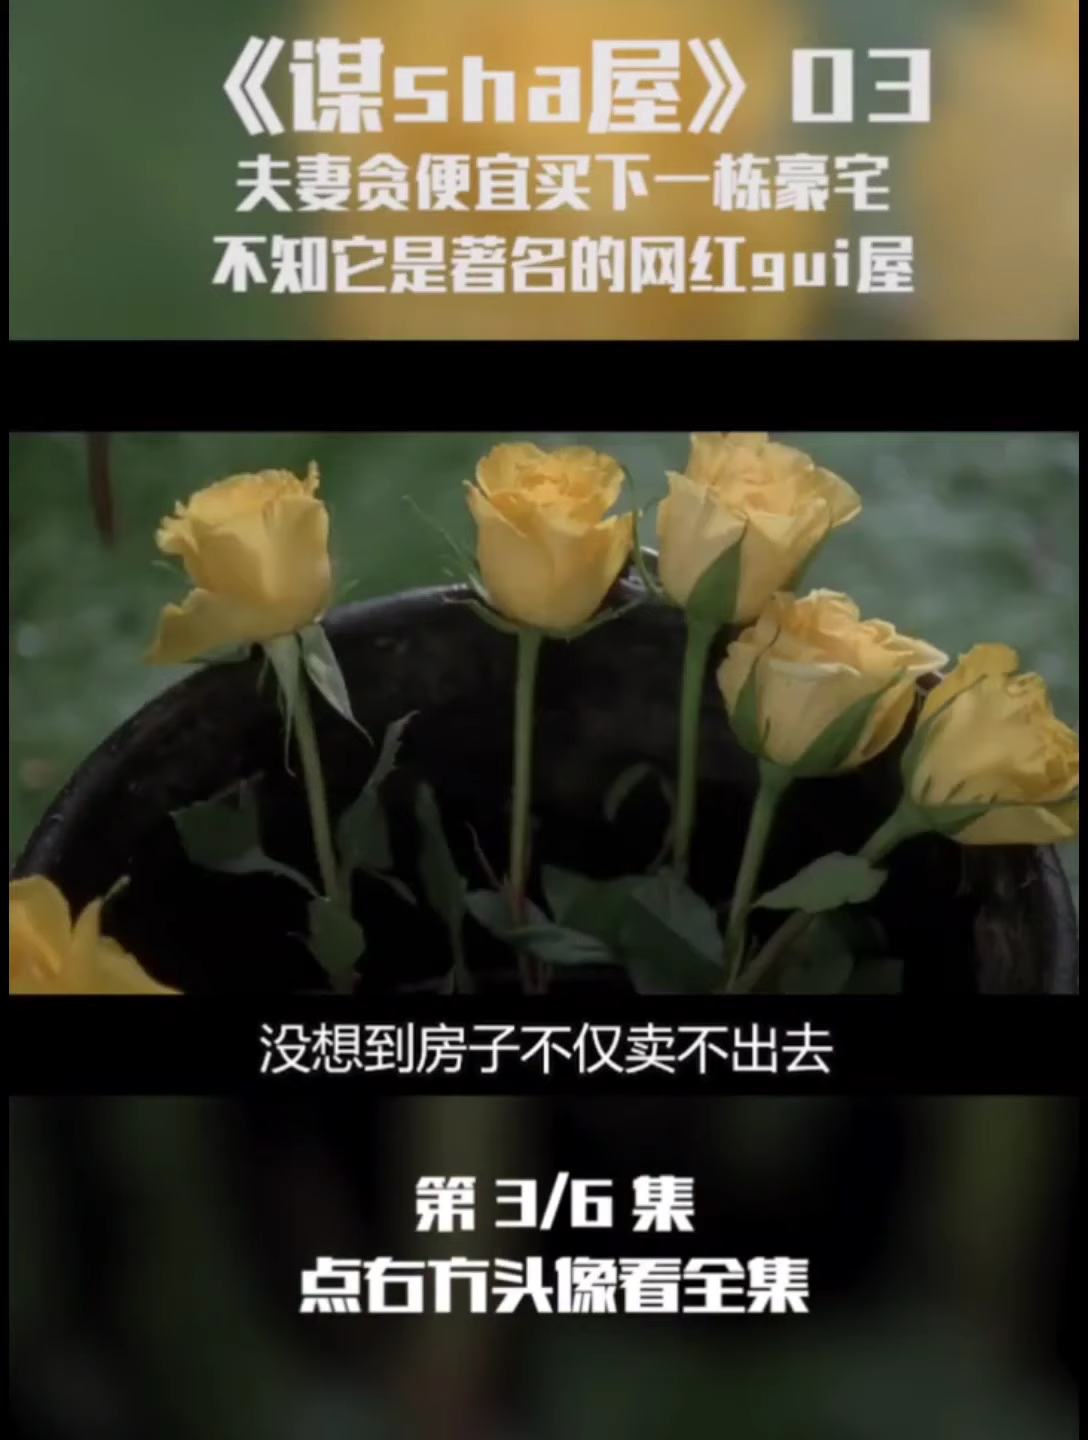 《谋sha屋》03
夫妻贪便宜买下一栋豪宅
不知它是著名的网红gui屋
没想到房子不仅卖不出去
第3/6集
点右方头像看全集